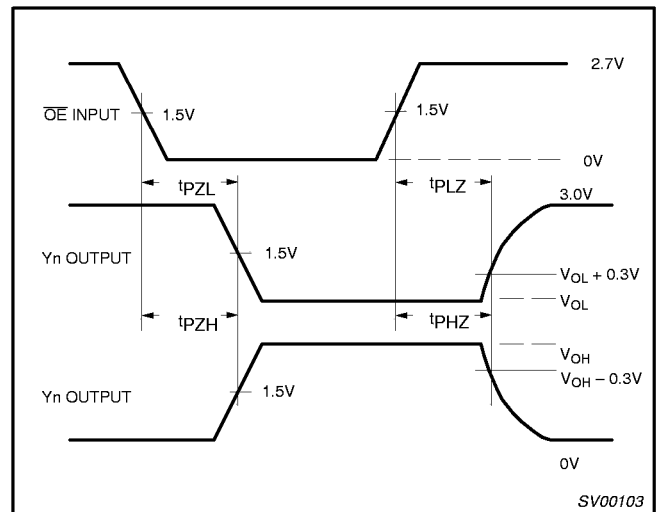 2.7V
O̅E̅ INPUT
1.5V
1.5V
0V
tPZL
tPLZ
3.0V
Yn OUTPUT
1.5V
VOL + 0.3V
VOL
tPZH
tPHZ
VOH
VOH – 0.3V
Yn OUTPUT
1.5V
0V
SV00103